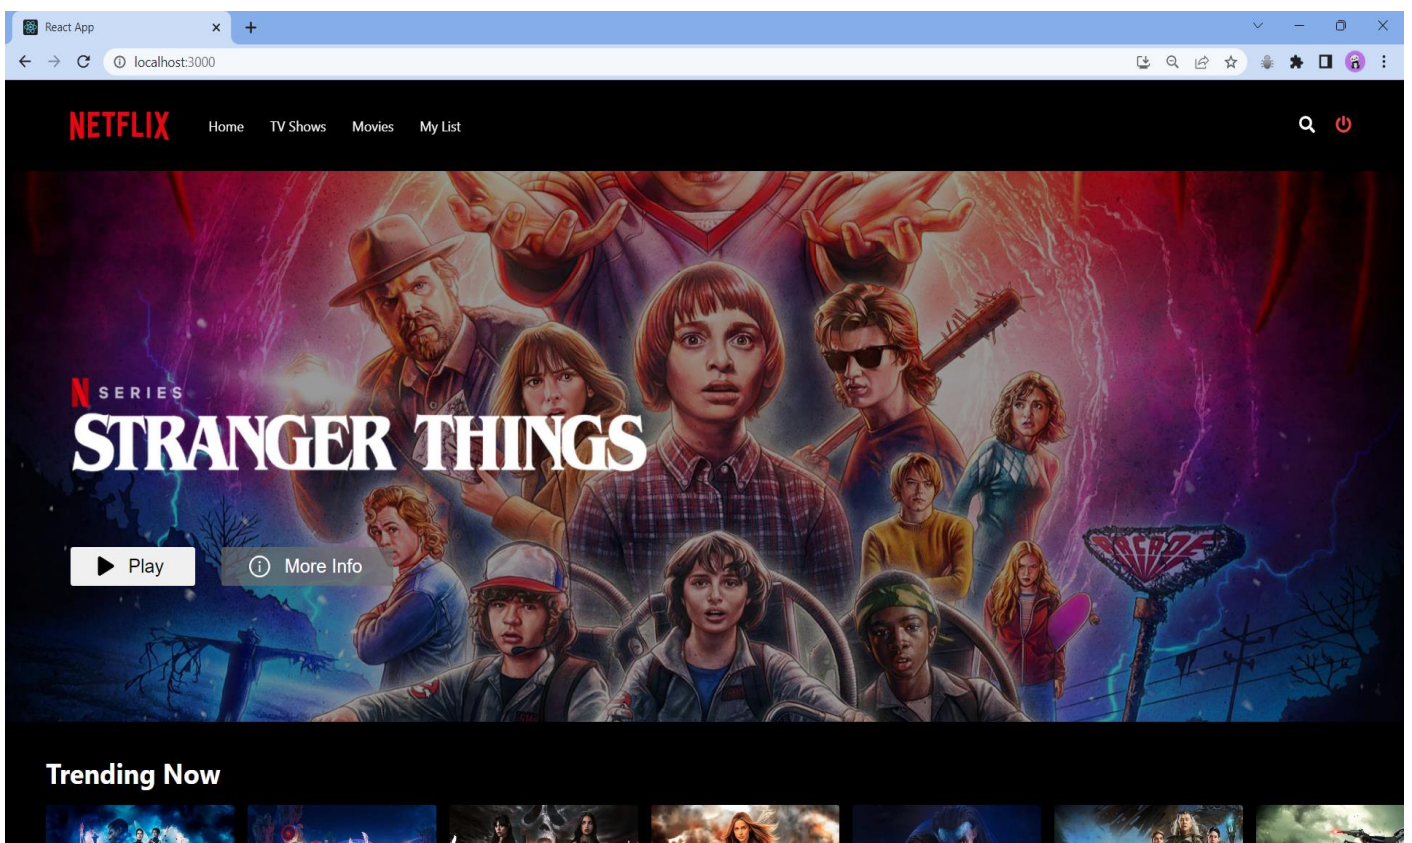 React App
localhost:3000
NETFLIX Home TV Shows Movies My List
N SERIES
STRANGER THINGS
Play More Info
ARCADE
Trending Now